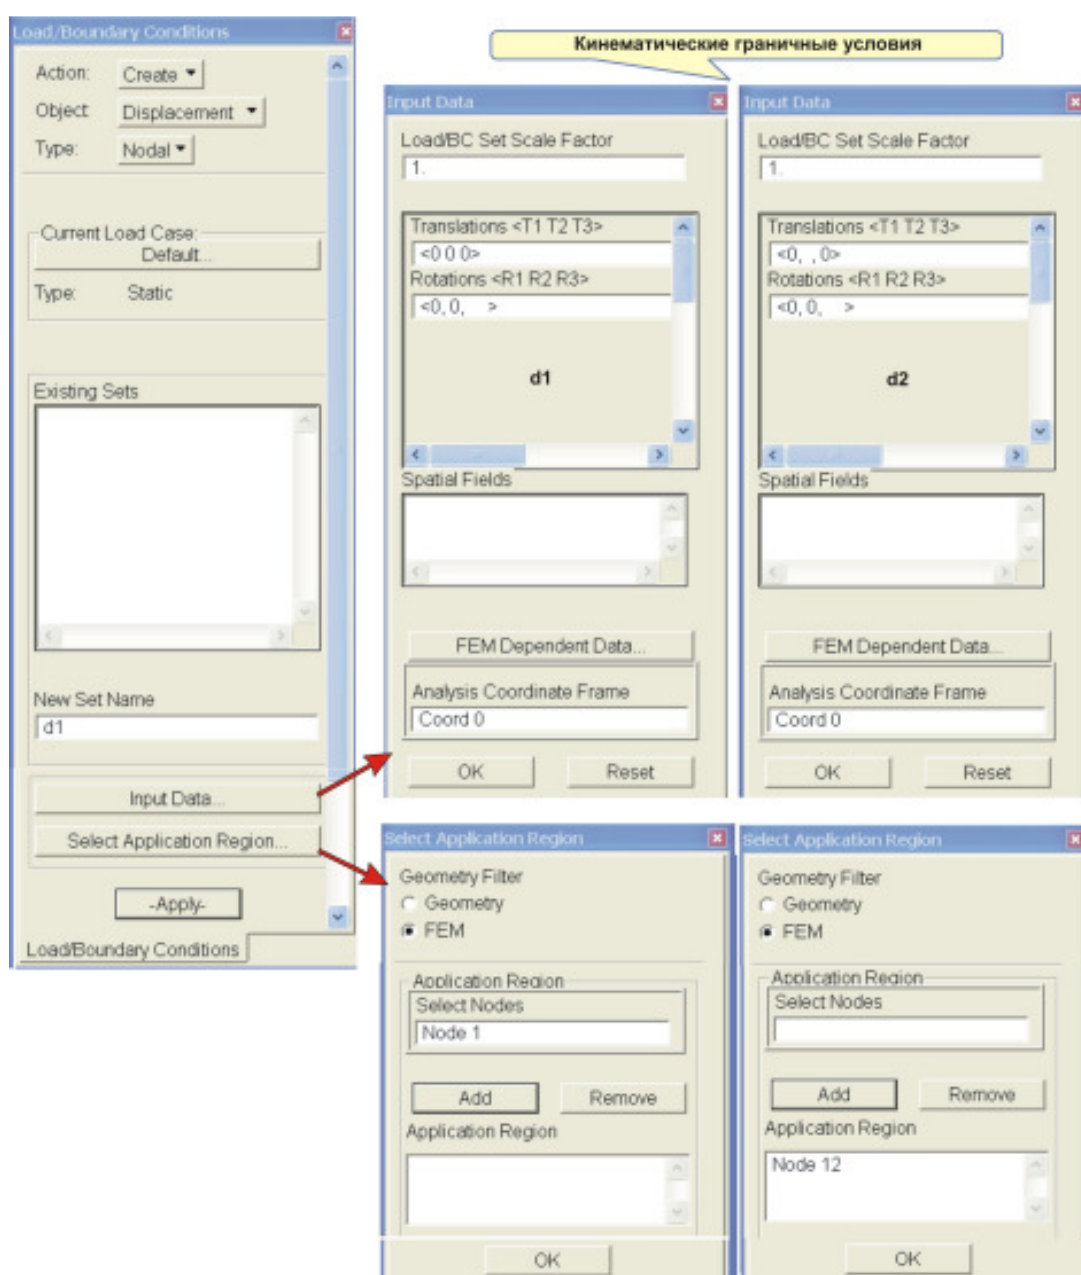 Load/Boundary Conditions
Action: Create
Object: Displacement
Type: Nodal
Current Load Case:
Default...
Type: Static
Existing Sets
New Set Name
d1
Input Data...
Select Application Region...
-Apply-
Load/Boundary Conditions
Кинематические граничные условия
Input Data
Load/BC Set Scale Factor
1.
Translations <T1 T2 T3>
<0 0 0>
Rotations <R1 R2 R3>
<0, 0,   >
d1
Spatial Fields
FEM Dependent Data...
Analysis Coordinate Frame
Coord 0
OK Reset
Input Data
Load/BC Set Scale Factor
1.
Translations <T1 T2 T3>
<0,  , 0>
Rotations <R1 R2 R3>
<0, 0,   >
d2
Spatial Fields
FEM Dependent Data...
Analysis Coordinate Frame
Coord 0
OK Reset
Select Application Region
Geometry Filter
Geometry
FEM
Application Region
Select Nodes
Node 1
Add Remove
Application Region
OK
Select Application Region
Geometry Filter
Geometry
FEM
Application Region
Select Nodes
Add Remove
Application Region
Node 12
OK